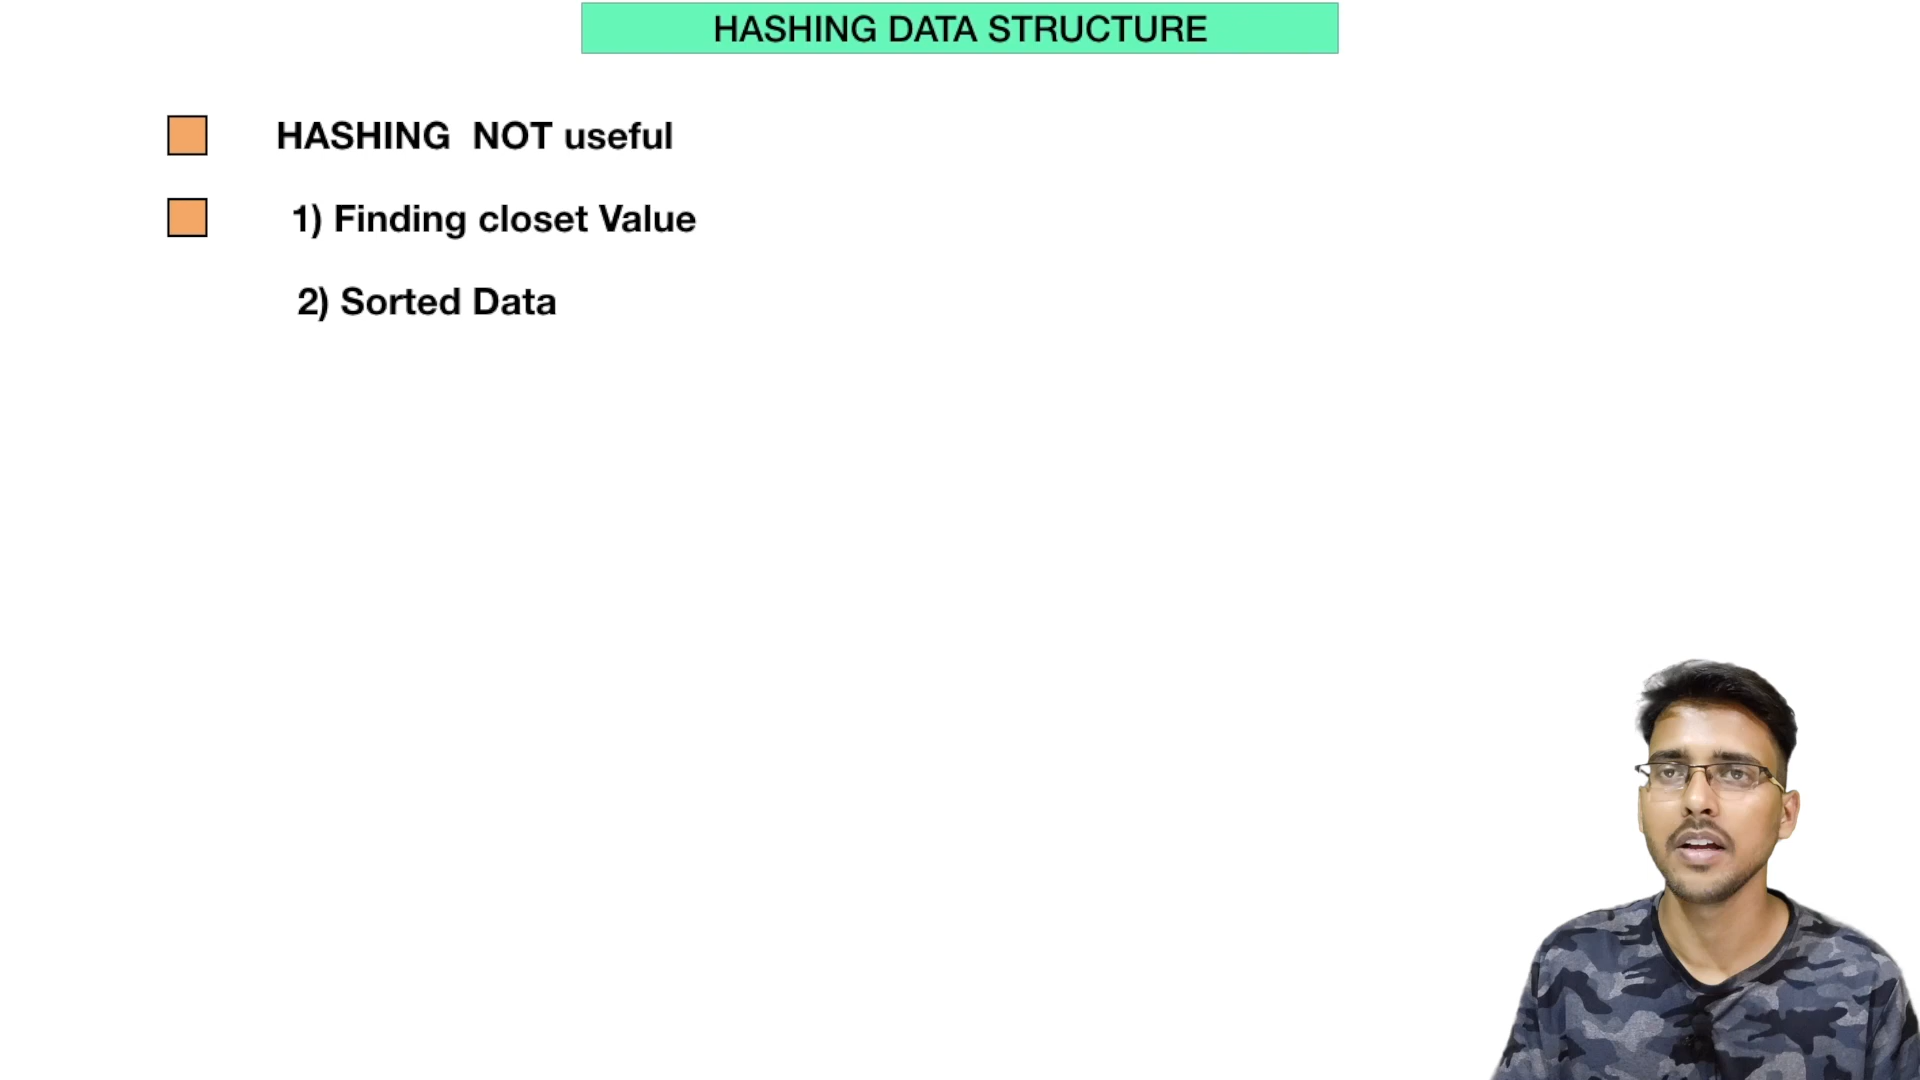 HASHING DATA STRUCTURE
HASHING NOT useful
1) Finding closet Value
2) Sorted Data